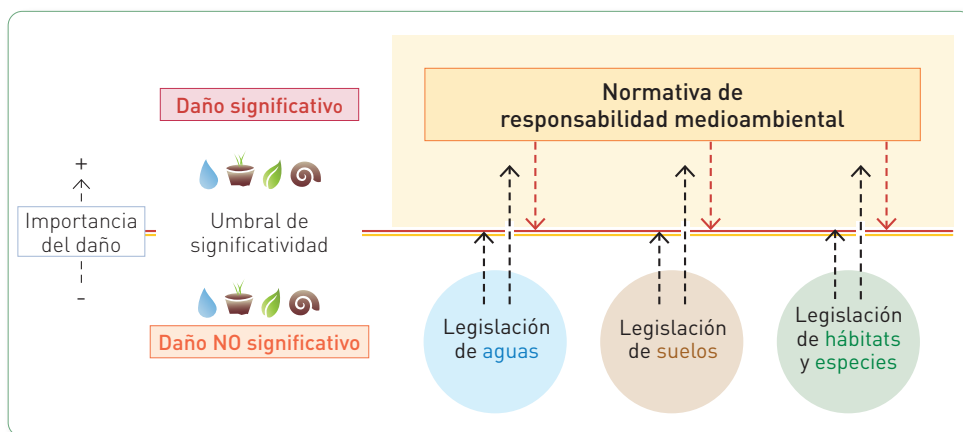 Daño significativo
Normativa de
responsabilidad medioambiental
+
Importancia
del daño
-
Umbral de
significatividad
Daño NO significativo
Legislación
de aguas
Legislación
de suelos
Legislación
de hábitats
y especies